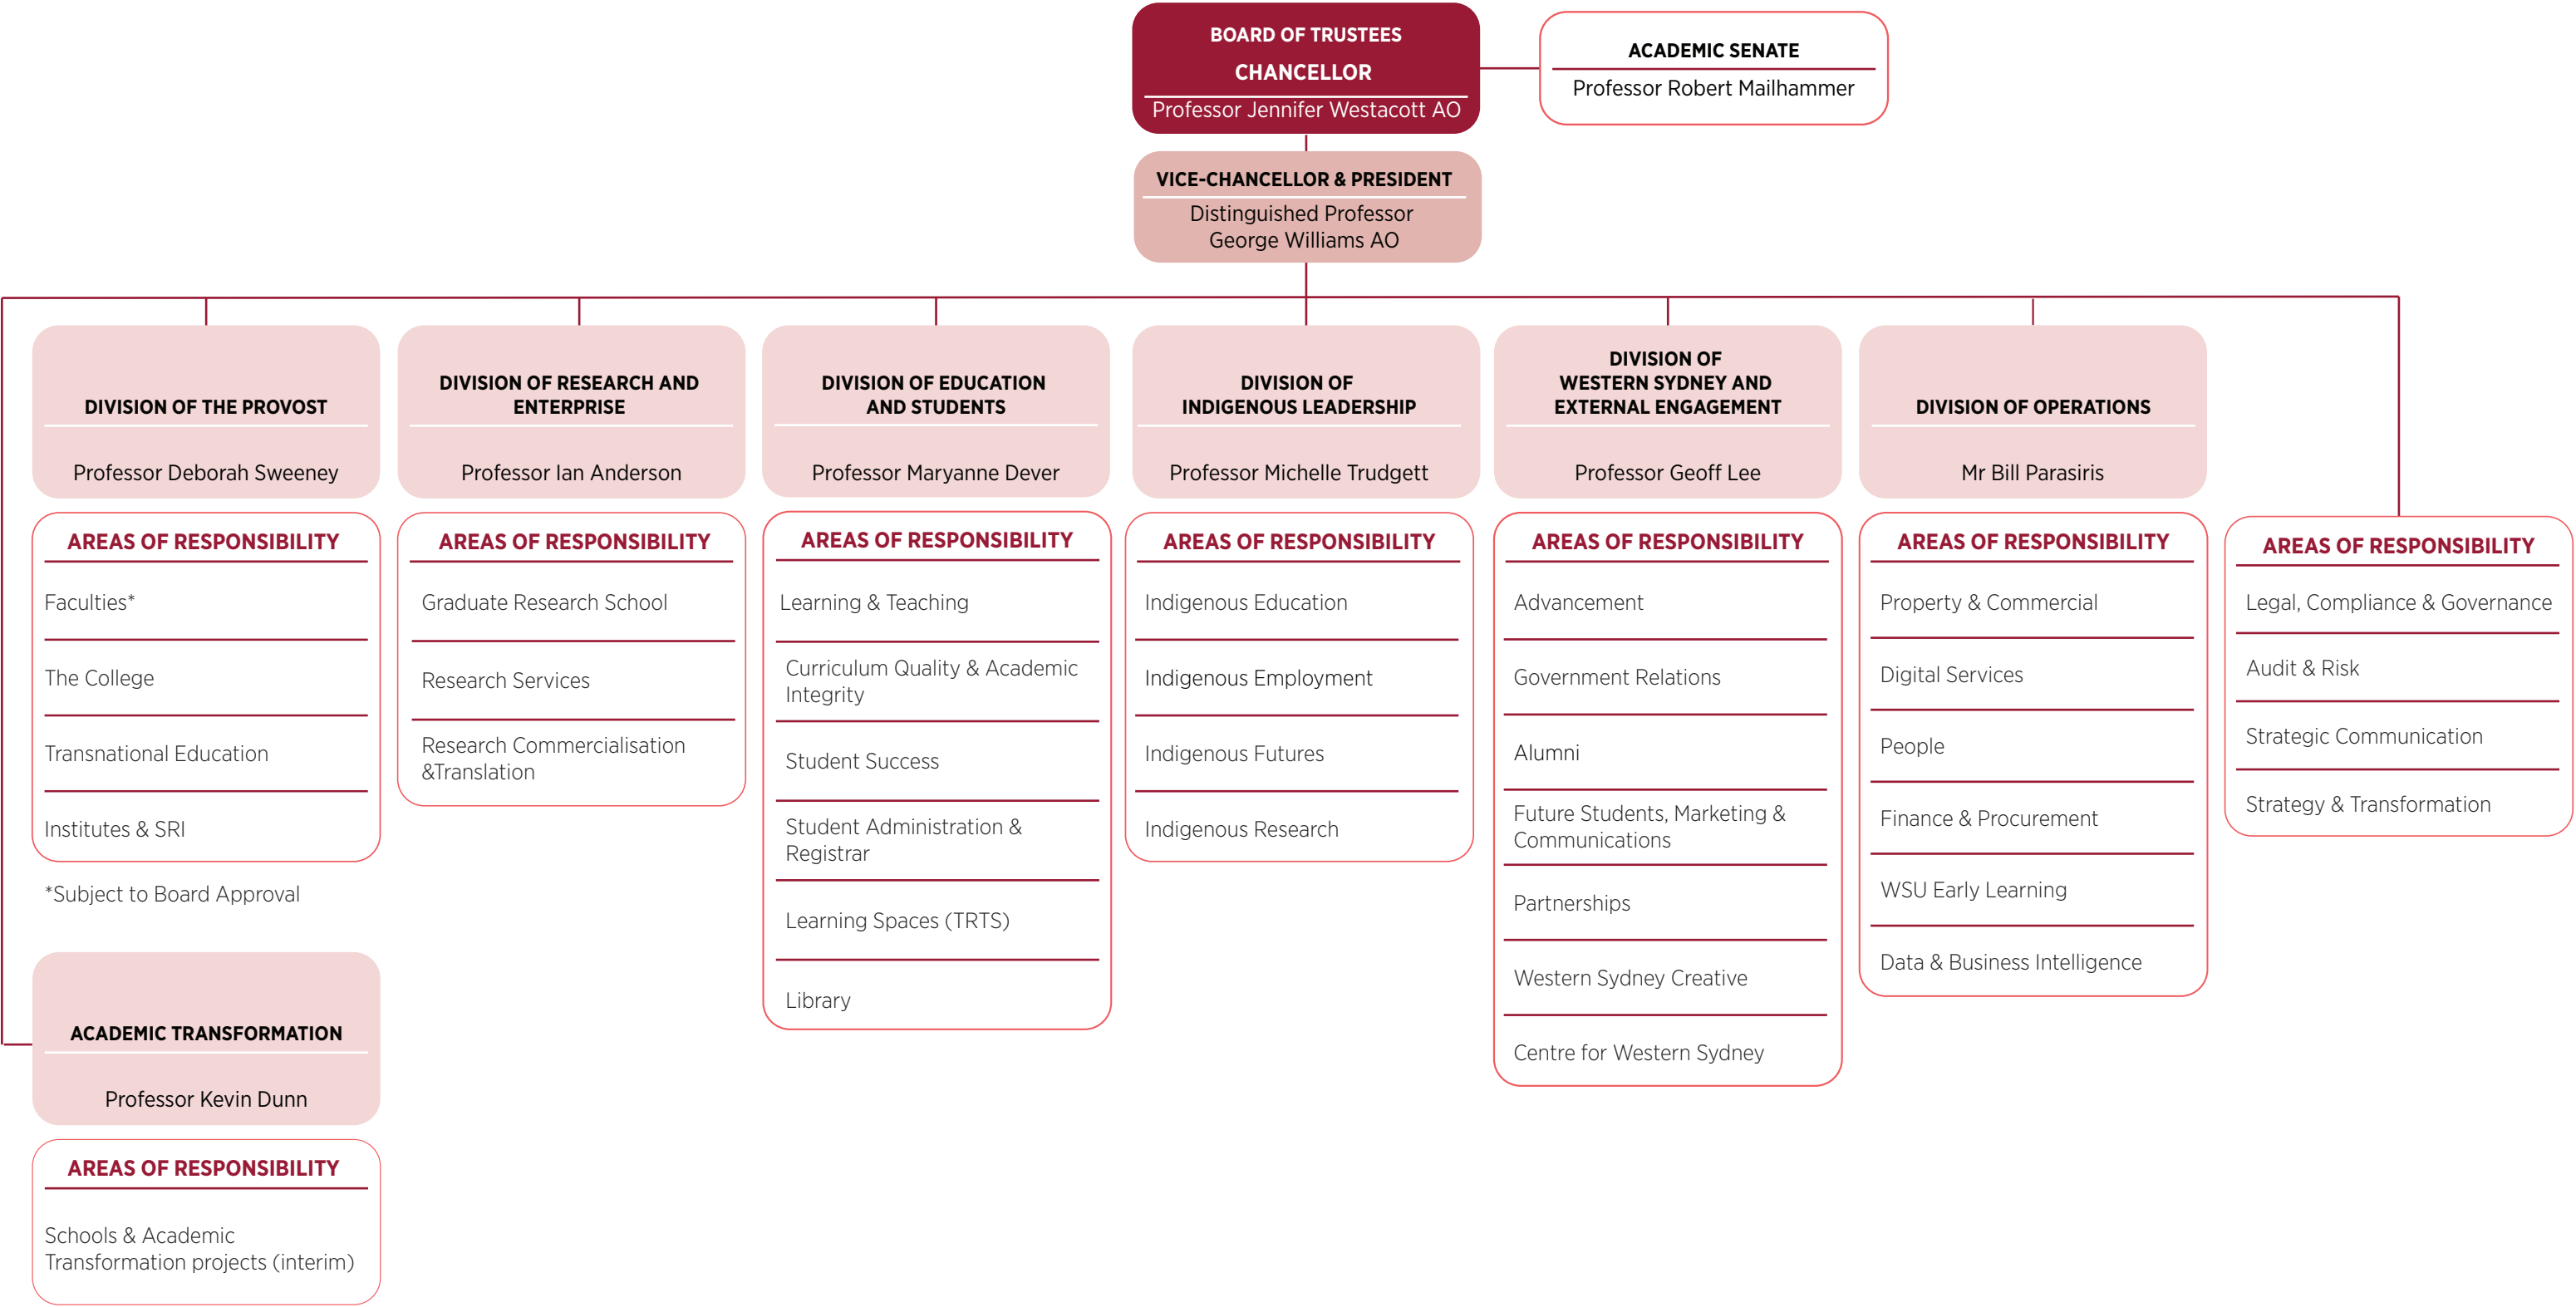 BOARD OF TRUSTEES
CHANCELLOR
Professor Jennifer Westacott AO
ACADEMIC SENATE
Professor Robert Mailhammer
VICE-CHANCELLOR & PRESIDENT
Distinguished Professor
George Williams AO
DIVISION OF THE PROVOST
Professor Deborah Sweeney
AREAS OF RESPONSIBILITY
Faculties*
The College
Transnational Education
Institutes & SRI
*Subject to Board Approval
ACADEMIC TRANSFORMATION
Professor Kevin Dunn
AREAS OF RESPONSIBILITY
Schools & Academic
Transformation projects (interim)
DIVISION OF RESEARCH AND
ENTERPRISE
Professor Ian Anderson
AREAS OF RESPONSIBILITY
Graduate Research School
Research Services
Research Commercialisation
&Translation
DIVISION OF EDUCATION
AND STUDENTS
Professor Maryanne Dever
AREAS OF RESPONSIBILITY
Learning & Teaching
Curriculum Quality & Academic
Integrity
Student Success
Student Administration &
Registrar
Learning Spaces (TRTS)
Library
DIVISION OF
INDIGENOUS LEADERSHIP
Professor Michelle Trudgett
AREAS OF RESPONSIBILITY
Indigenous Education
Indigenous Employment
Indigenous Futures
Indigenous Research
DIVISION OF
WESTERN SYDNEY AND
EXTERNAL ENGAGEMENT
Professor Geoff Lee
AREAS OF RESPONSIBILITY
Advancement
Government Relations
Alumni
Future Students, Marketing &
Communications
Partnerships
Western Sydney Creative
Centre for Western Sydney
DIVISION OF OPERATIONS
Mr Bill Parasiris
AREAS OF RESPONSIBILITY
Property & Commercial
Digital Services
People
Finance & Procurement
WSU Early Learning
Data & Business Intelligence
AREAS OF RESPONSIBILITY
Legal, Compliance & Governance
Audit & Risk
Strategic Communication
Strategy & Transformation